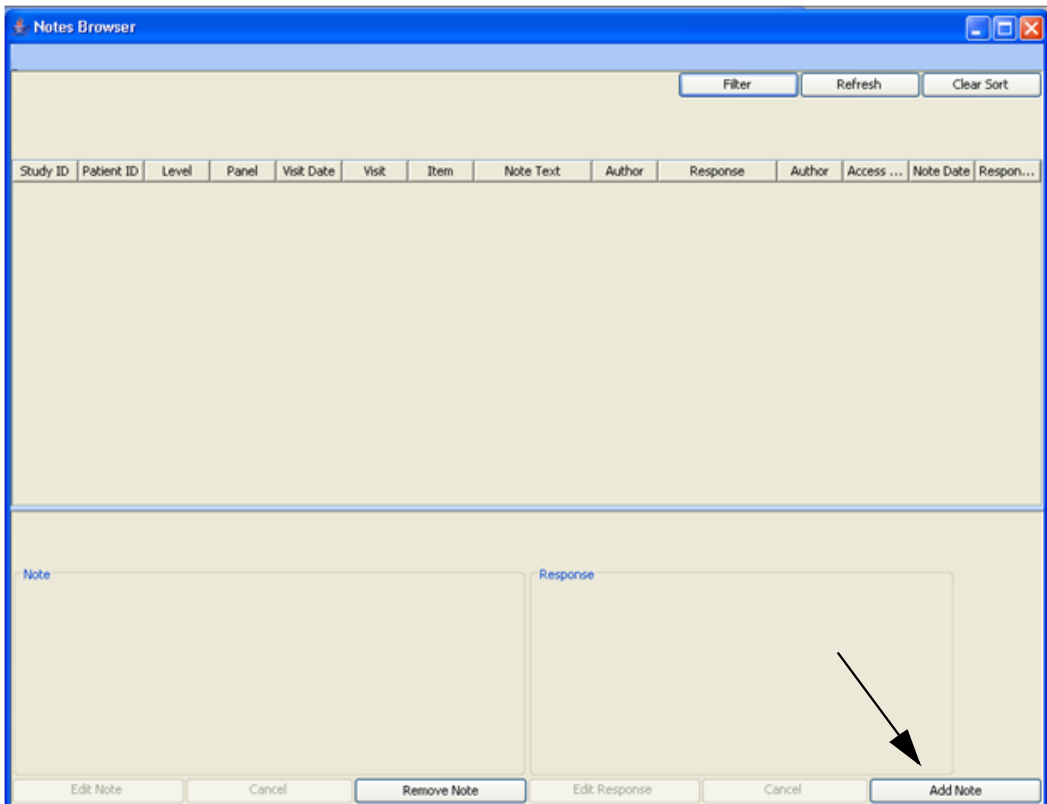 Notes Browser
Filter Refresh Clear Sort
Study ID Patient ID Level Panel Visit Date Visit Item Note Text Author Response Author Access ... Note Date Respon...
Note Response
Edit Note Cancel Remove Note Edit Response Cancel Add Note